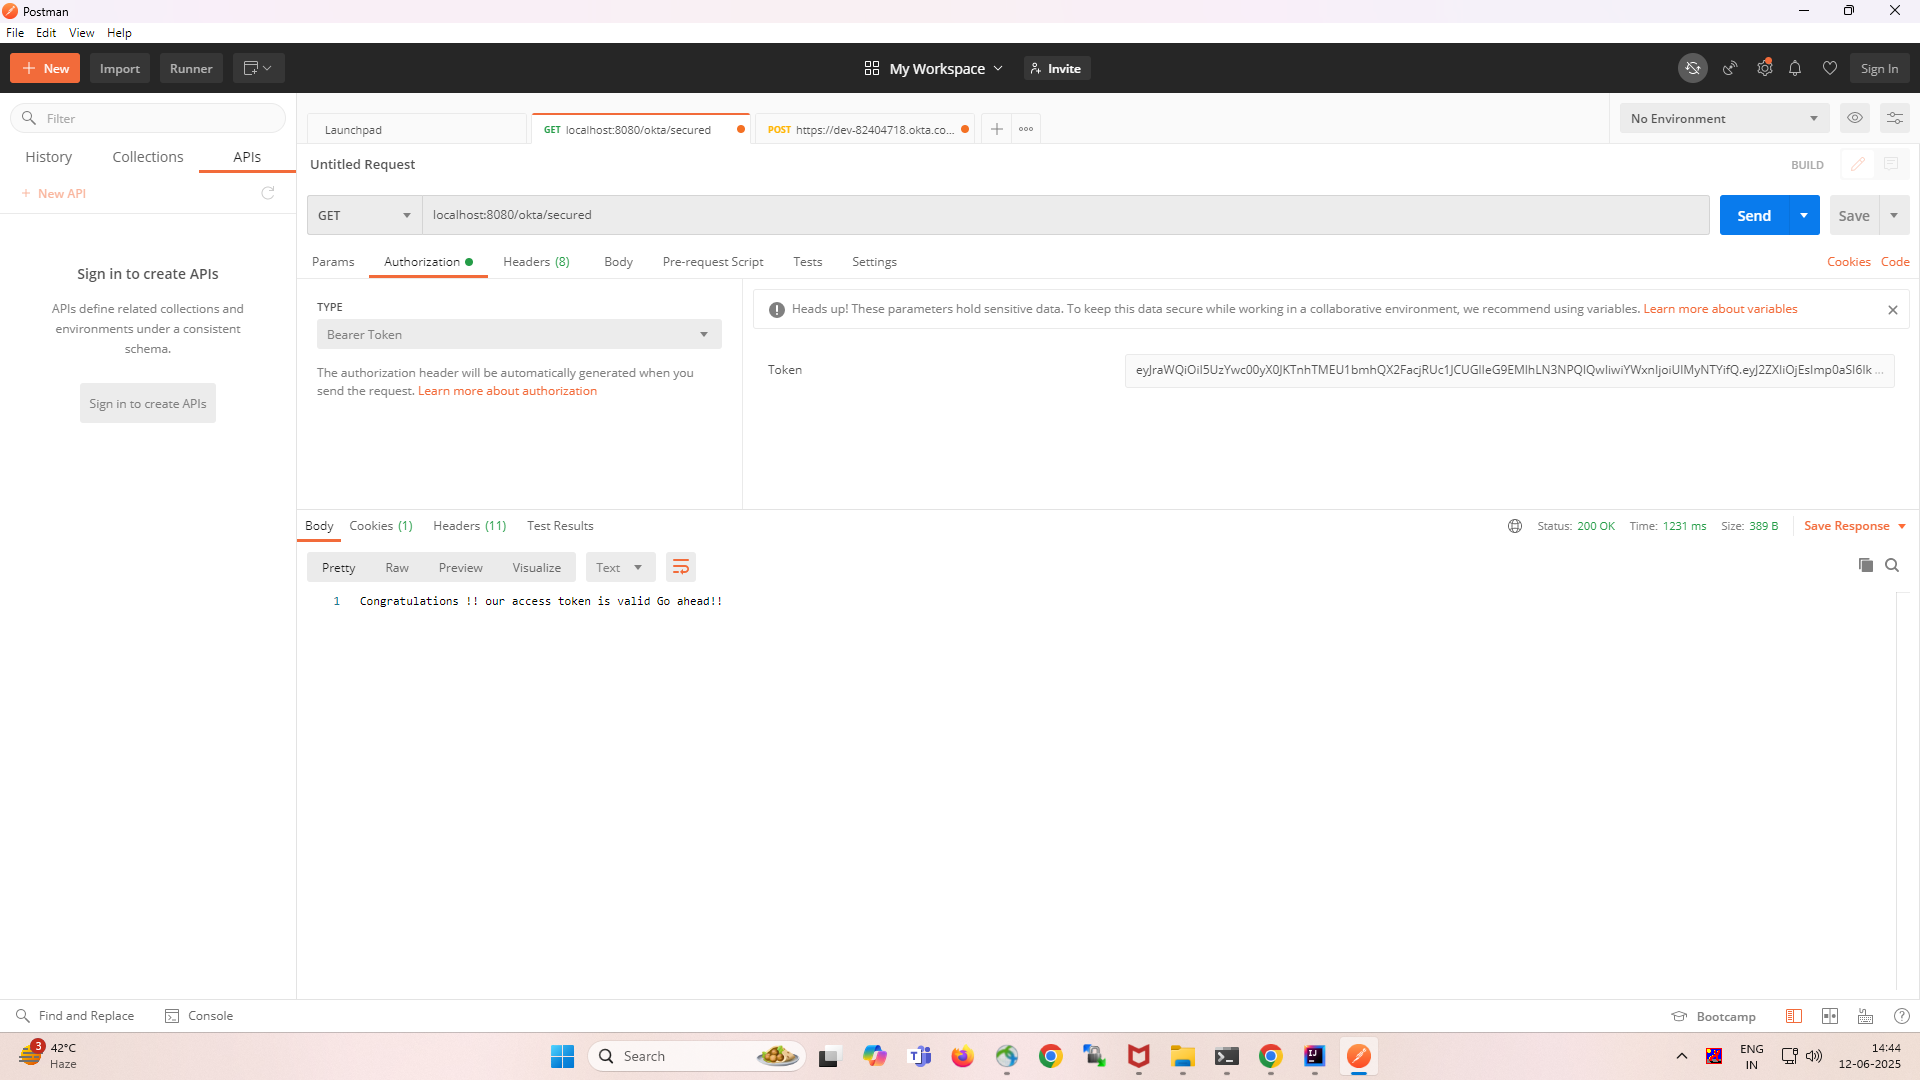 Postman
File Edit View Help
New Import Runner My Workspace Invite Sign In
Filter
History Collections APIs
+ New API
Sign in to create APIs
APIs define related collections and
environments under a consistent
schema.
Sign in to create APIs
Launchpad GET localhost:8080/okta/secured POST https://dev-82404718.okta.co... No Environment
Untitled Request BUILD
GET localhost:8080/okta/secured Send Save
Params Authorization Headers (8) Body Pre-request Script Tests Settings Cookies Code
TYPE
Bearer Token
The authorization header will be automatically generated when you
send the request. Learn more about authorization
Heads up! These parameters hold sensitive data. To keep this data secure while working in a collaborative environment, we recommend using variables. Learn more about variables
Token
Body Cookies (1) Headers (11) Test Results Status: 200 OK Time: 1231 ms Size: 389 B Save Response
Pretty Raw Preview Visualize Text
1 Congratulations !! our access token is valid Go ahead!!
Find and Replace Console Bootcamp
3 42°C
Haze
Search
ENG
IN
14:44
12-06-2025